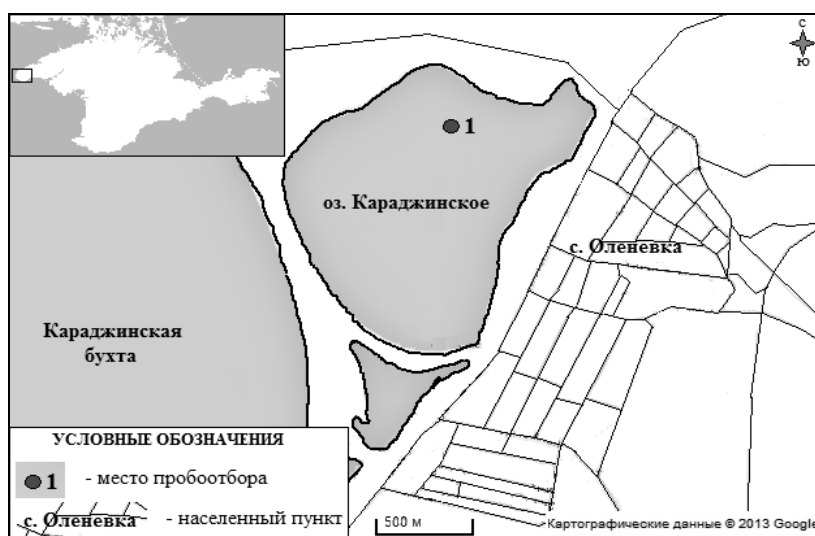 с
ю
1
оз. Караджинское
с. Оленевка
Караджинская
бухта
УСЛОВНЫЕ ОБОЗНАЧЕНИЯ
1 - место пробоотбора
с. Оленевка - населенный пункт
500 м
Картографические данные © 2013 Google